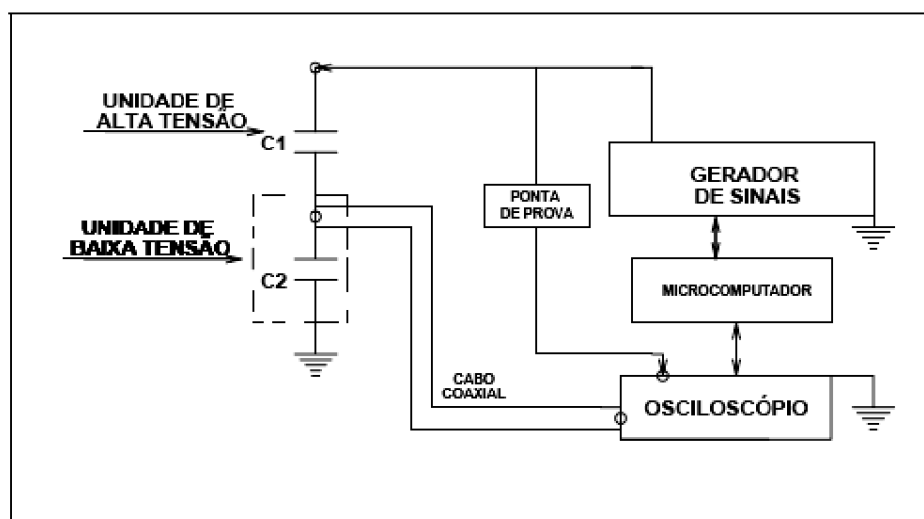 UNIDADE DE
ALTA TENSÃO
C1
GERADOR
DE SINAIS
PONTA
DE PROVA
UNIDADE DE
BAIXA TENSÃO
C2
MICROCOMPUTADOR
CABO
COAXIAL
OSCILOSCÓPIO